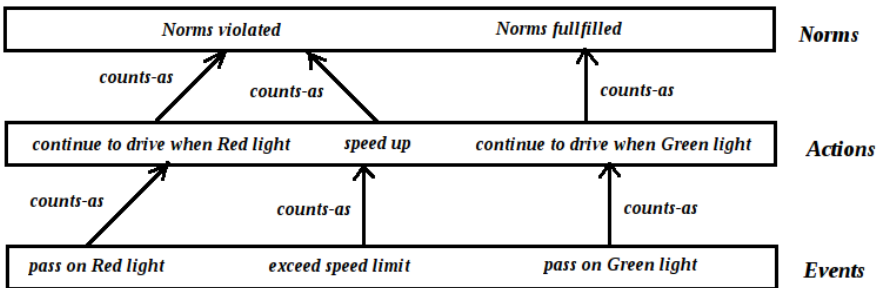 Norms violated Norms fullfilled Norms
counts-as counts-as counts-as
continue to drive when Red light speed up continue to drive when Green light Actions
counts-as counts-as counts-as
pass on Red light exceed speed limit pass on Green light Events